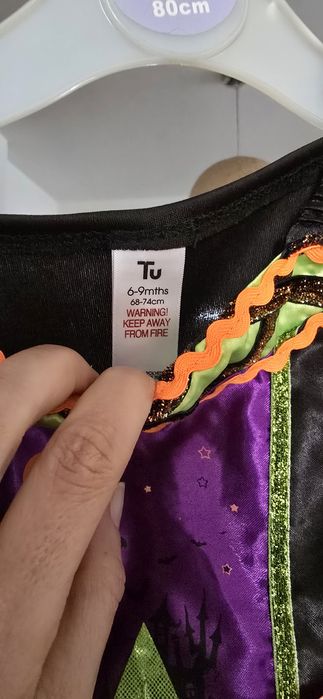 80cm
Tu
6-9mths
68-74cm
WARNING!
KEEP AWAY
FROM FIRE